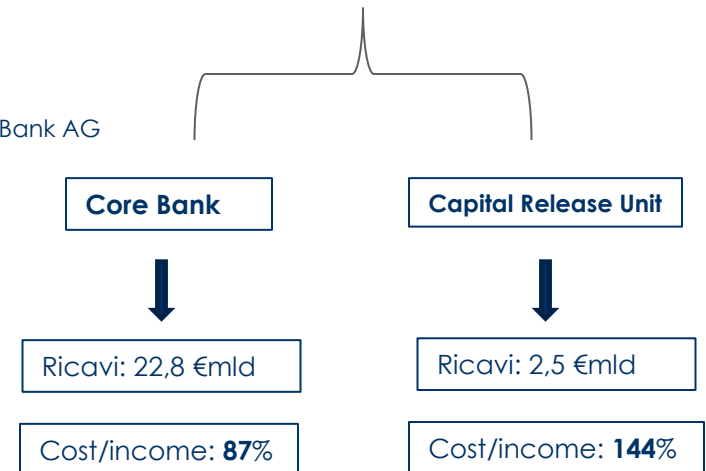 Bank AG
Core Bank
Capital Release Unit
Ricavi: 22,8 €mld
Ricavi: 2,5 €mld
Cost/income: 87%
Cost/income: 144%